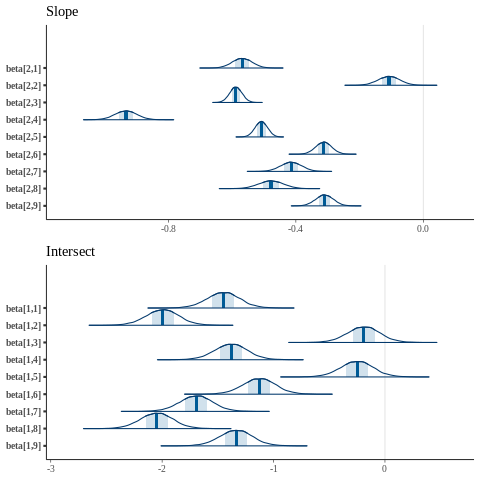 Slope
beta[2,1]
beta[2,2]
beta[2,3]
beta[2,4]
beta[2,5]
beta[2,6]
beta[2,7]
beta[2,8]
beta[2,9]
-0.8 -0.4 0.0
Intersect
beta[1,1]
beta[1,2]
beta[1,3]
beta[1,4]
beta[1,5]
beta[1,6]
beta[1,7]
beta[1,8]
beta[1,9]
-3 -2 -1 0